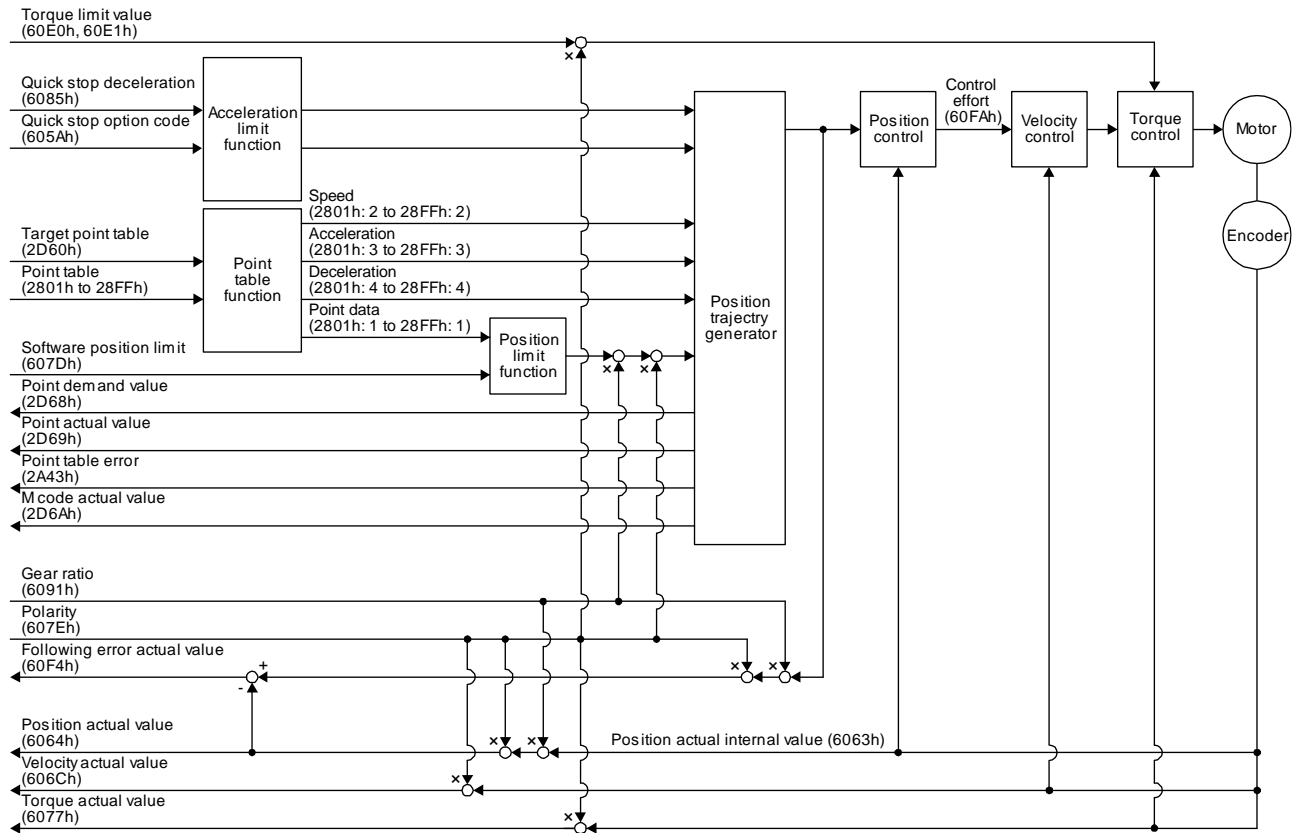 Torque limit value
(60E0h, 60E1h)
×
Quick stop deceleration
(6085h)
Quick stop option code
(605Ah)
Acceleration
limit
function
Control
effort
(60FAh)
Position
control
Velocity
control
Torque
control
Motor
Encoder
Target point table
(2D60h)
Point table
(2801h to 28FFh)
Point
table
function
Speed
(2801h: 2 to 28FFh: 2)
Acceleration
(2801h: 3 to 28FFh: 3)
Deceleration
(2801h: 4 to 28FFh: 4)
Point data
(2801h: 1 to 28FFh: 1)
Position
limit
function
× ×
Position
trajectry
generator
Software position limit
(607Dh)
Point demand value
(2D68h)
Point actual value
(2D69h)
Point table error
(2A43h)
M code actual value
(2D6Ah)
Gear ratio
(6091h)
Polarity
(607Eh)
Following error actual value
(60F4h)
+
-
× ×
Position actual value
(6064h)
× ×
Position actual internal value (6063h)
Velocity actual value
(606Ch)
×
Torque actual value
(6077h)
×